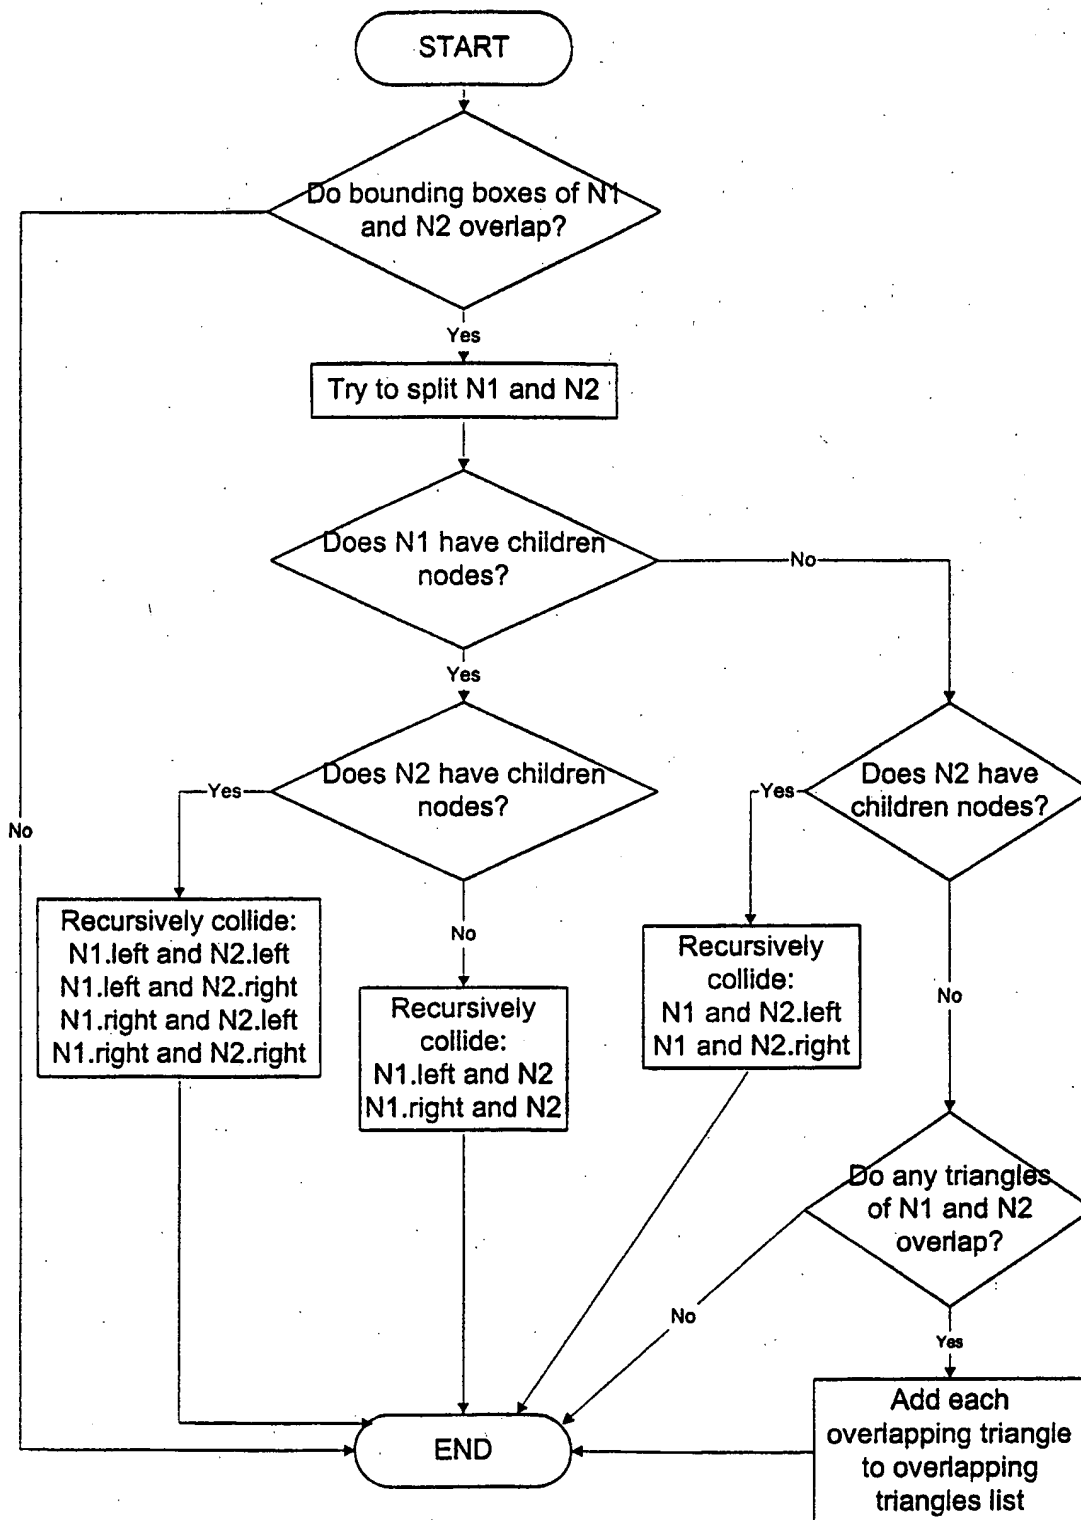 START
Do bounding boxes of N1
and N2 overlap?
Yes
Try to split N1 and N2
Does N1 have children
nodes?
No
Yes
Does N2 have children
nodes?
Yes
Does N2 have
children nodes?
Yes
No
Recursively collide:
N1.left and N2.left
N1.left and N2.right
N1.right and N2.left
N1.right and N2.right
No
Recursively
collide:
N1.left and N2
N1.right and N2
Recursively
collide:
N1 and N2.left
N1 and N2.right
No
Do any triangles
of N1 and N2
overlap?
No
Yes
Add each
overlapping triangle
to overlapping
triangles list
END